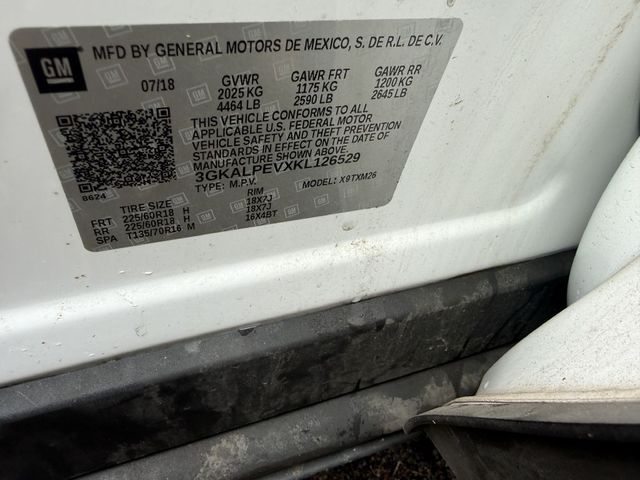 GM
MFD BY GENERAL MOTORS DE MEXICO, S. DE R.L. DE C.V.
07/18 GVWR GAWR FRT GAWR RR
2025 KG 1175 KG 1200 KG
4464 LB 2590 LB 2645 LB
THIS VEHICLE CONFORMS TO ALL
APPLICABLE U.S. FEDERAL MOTOR
VEHICLE SAFETY AND THEFT PREVENTION
STANDARDS IN EFFECT ON THE DATE OF
MANUFACTURE SHOWN ABOVE.
3GKALPEVXKL126529
TYPE: M.P.V. MODEL: X9TXM26
8624
TIRE SIZE RIM
FRT 225/60R18 H 18X7J
RR 225/60R18 H 18X7J
SPA T135/70R16 M 16X4BT